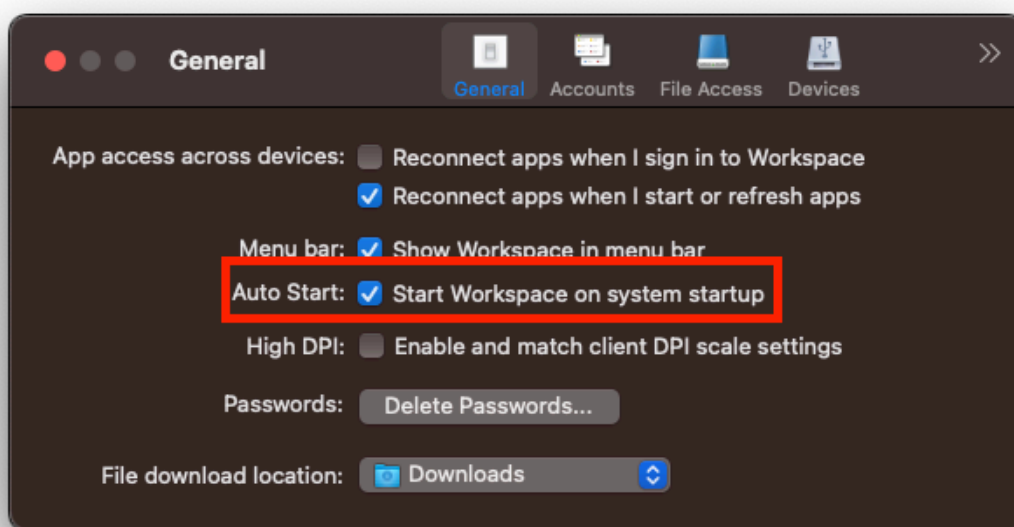 General
General Accounts File Access Devices
App access across devices: Reconnect apps when I sign in to Workspace
Reconnect apps when I start or refresh apps
Menu bar: Show Workspace in menu bar
Auto Start: Start Workspace on system startup
High DPI: Enable and match client DPI scale settings
Passwords: Delete Passwords...
File download location: Downloads